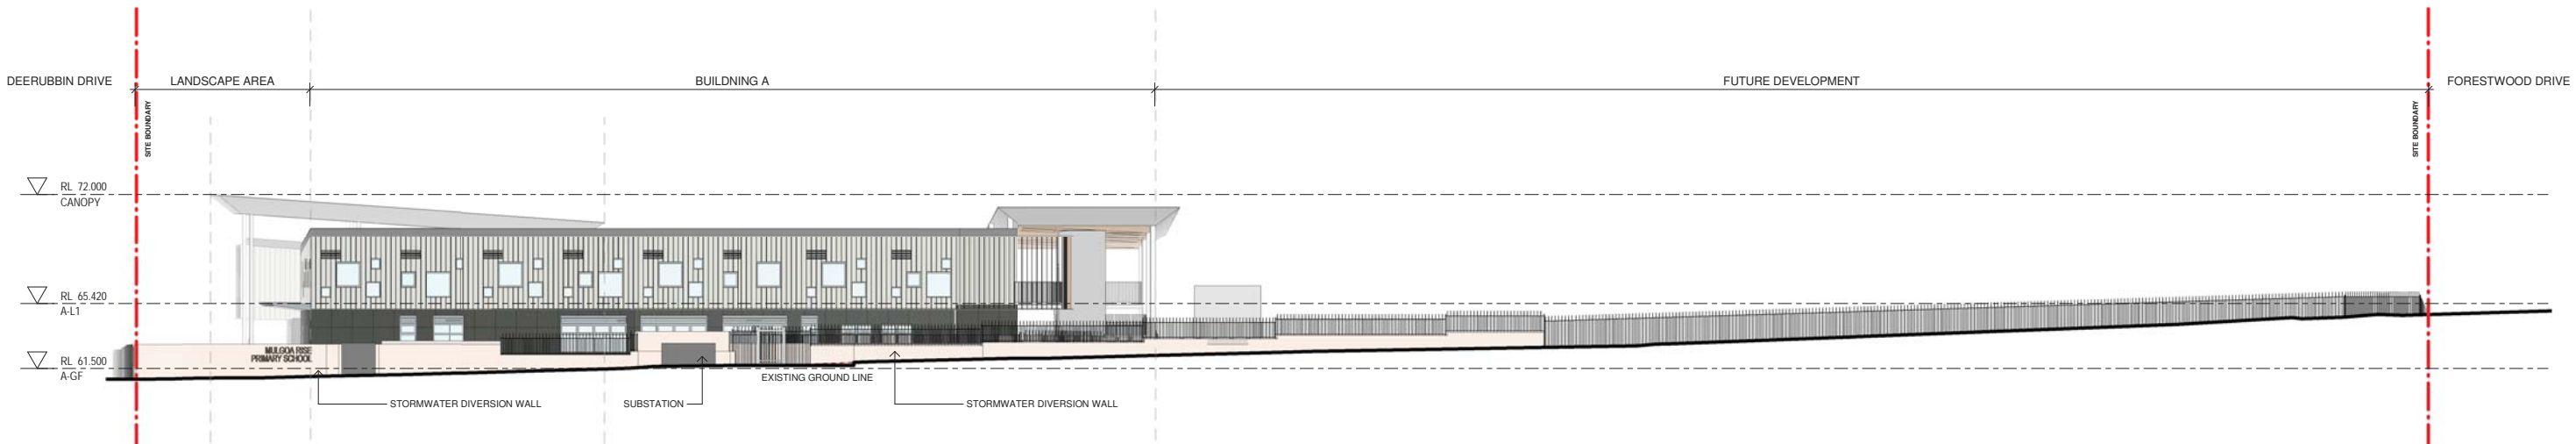 DEERUBBIN DRIVE
LANDSCAPE AREA
BUILDNING A
FUTURE DEVELOPMENT
FORESTWOOD DRIVE
SITE BOUNDARY
SITE BOUNDARY
RL 72.000
CANOPY
RL 65.420
A-L1
MULGOA RISE
PRIMARY SCHOOL
RL 61.500
A-GF
EXISTING GROUND LINE
STORMWATER DIVERSION WALL
SUBSTATION
STORMWATER DIVERSION WALL